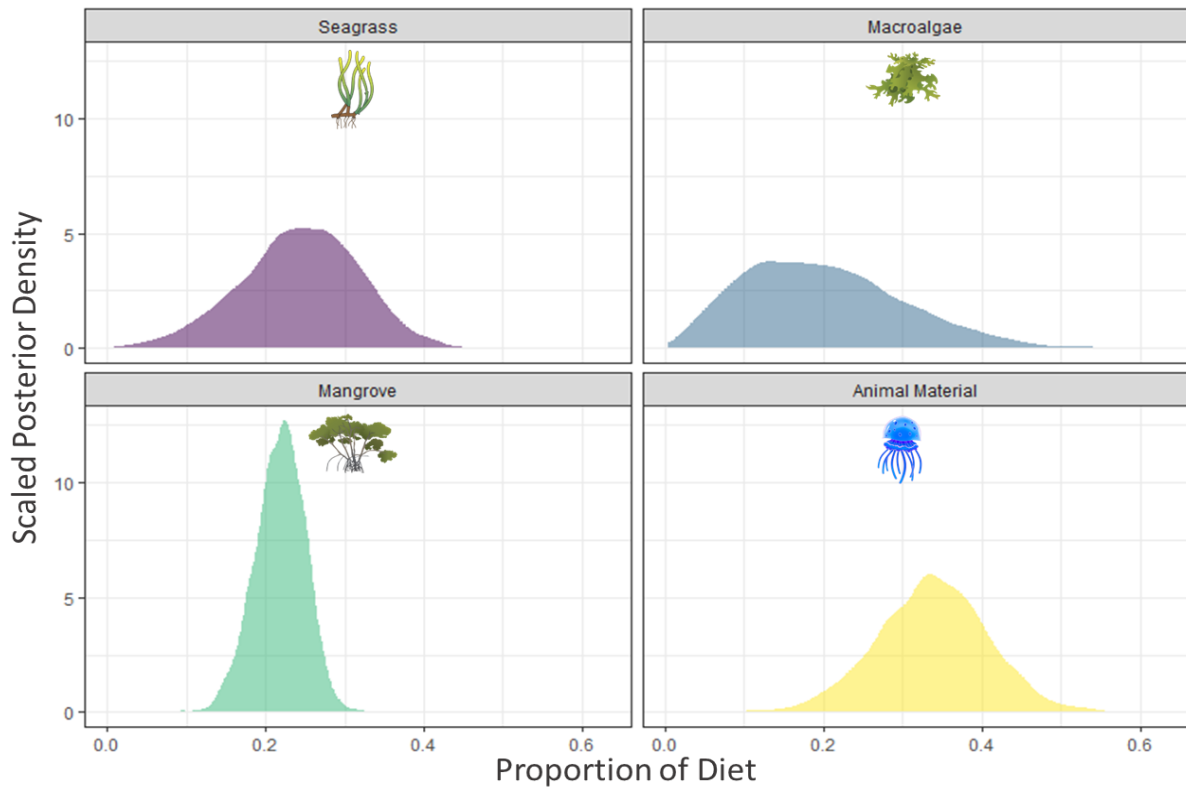 Seagrass
Macroalgae
10
5
0
Mangrove
Animal Material
10
5
0
Scaled Posterior Density
0.0 0.2 0.4 0.6 0.0 0.2 0.4 0.6
Proportion of Diet